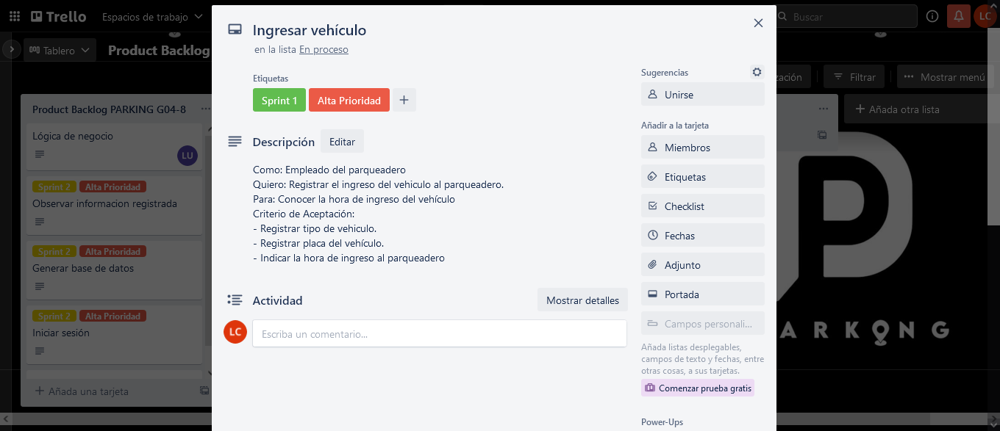 Trello
Espacios de trabajo
Buscar
LC
Tablero
Product Backlog
ización
Filtrar
Mostrar menú
Product Backlog PARKING G04-8
Lógica de negocio
LU
Sprint 2 Alta Prioridad
Observar informacion registrada
Sprint 2 Alta Prioridad
Generar base de datos
Sprint 2 Alta Prioridad
Iniciar sesión
Añada una tarjeta
Ingresar vehículo
en la lista En proceso
Etiquetas
Sprint 1 Alta Prioridad
Descripción Editar
Como: Empleado del parqueadero
Quiero: Registrar el ingreso del vehiculo al parqueadero.
Para: Conocer la hora de ingreso del vehículo
Criterio de Aceptación:
- Registrar tipo de vehiculo.
- Registrar placa del vehículo.
- Indicar la hora de ingreso al parqueadero
Actividad Mostrar detalles
LC Escriba un comentario...
Sugerencias
Unirse
Añadir a la tarjeta
Miembros
Etiquetas
Checklist
Fechas
Adjunto
Portada
Campos personali...
Añada listas desplegables,
campos de texto y fechas, entre
otras cosas, a sus tarjetas.
Comenzar prueba gratis
Power-Ups
Añada otra lista
ARKONG